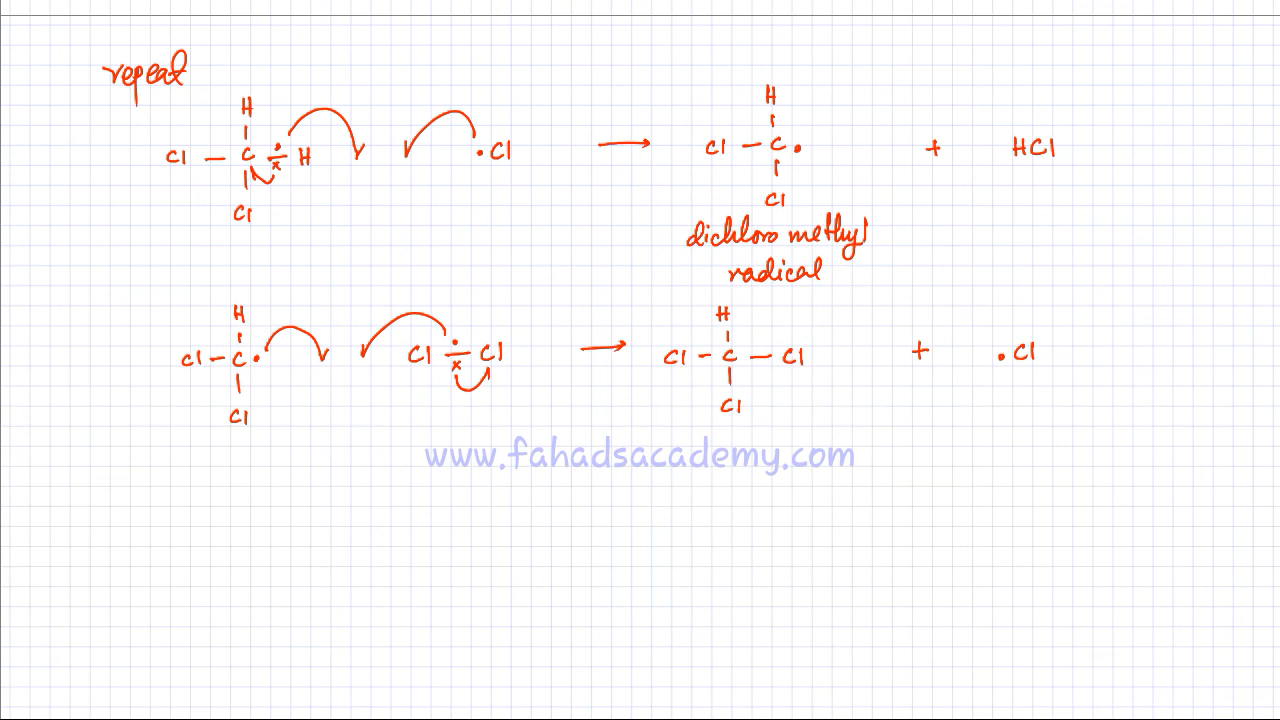 repeat
H
Cl – C – H ·Cl → Cl – C· + HCl
Cl
H
Cl
dichloro methyl
radical
H
Cl – C· Cl – Cl → Cl – C – Cl + ·Cl
Cl
H
Cl
www.fahadsacademy.com